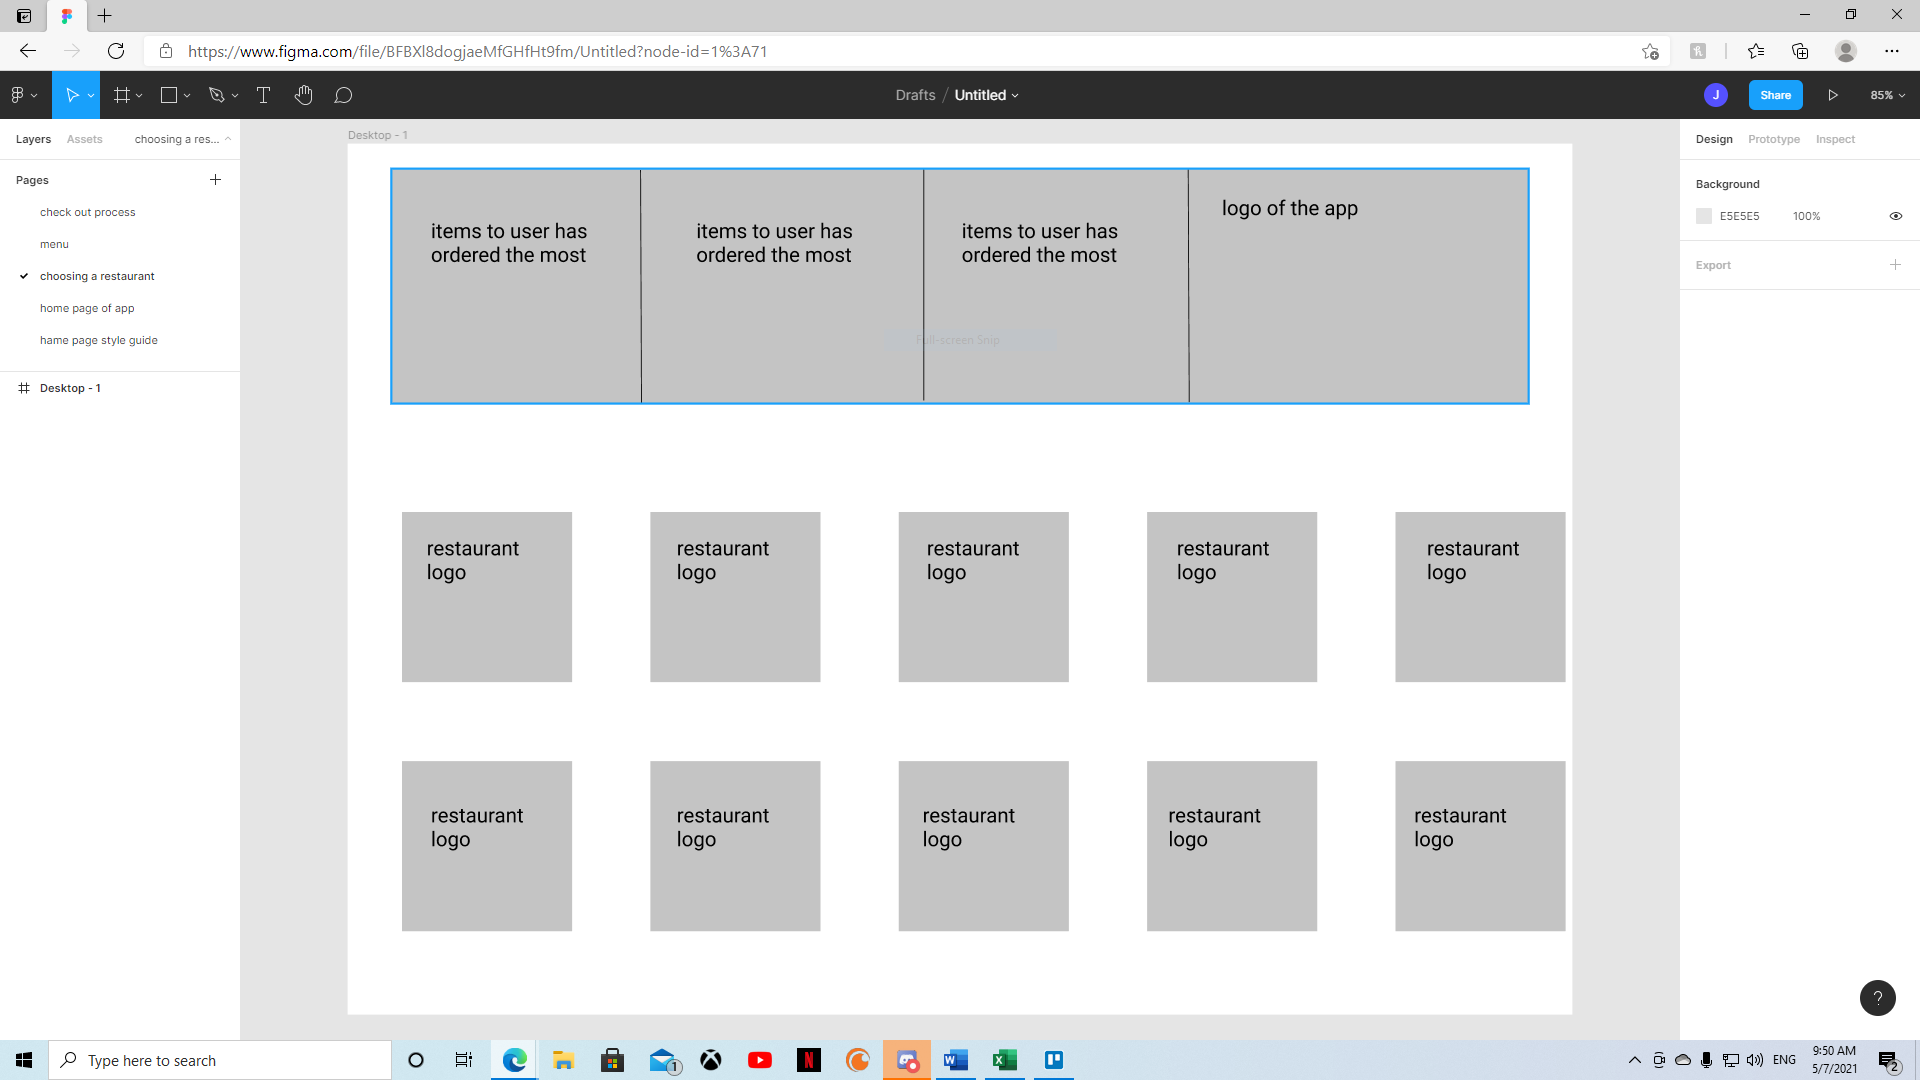 https://www.figma.com/file/BFBXl8dogjaeMfGHfHt9fm/Untitled?node-id=1%3A71
Drafts / Untitled
J
Share
85%
Layers
Assets
choosing a res...
Pages
check out process
menu
choosing a restaurant
home page of app
hame page style guide
Desktop - 1
Desktop - 1
items to user has
ordered the most
items to user has
ordered the most
items to user has
ordered the most
logo of the app
Full-screen Snip
restaurant
logo
restaurant
logo
restaurant
logo
restaurant
logo
restaurant
logo
restaurant
logo
restaurant
logo
restaurant
logo
restaurant
logo
restaurant
logo
Design
Prototype
Inspect
Background
E5E5E5
100%
Export
?
Type here to search
1
ENG
9:50 AM
5/7/2021
2